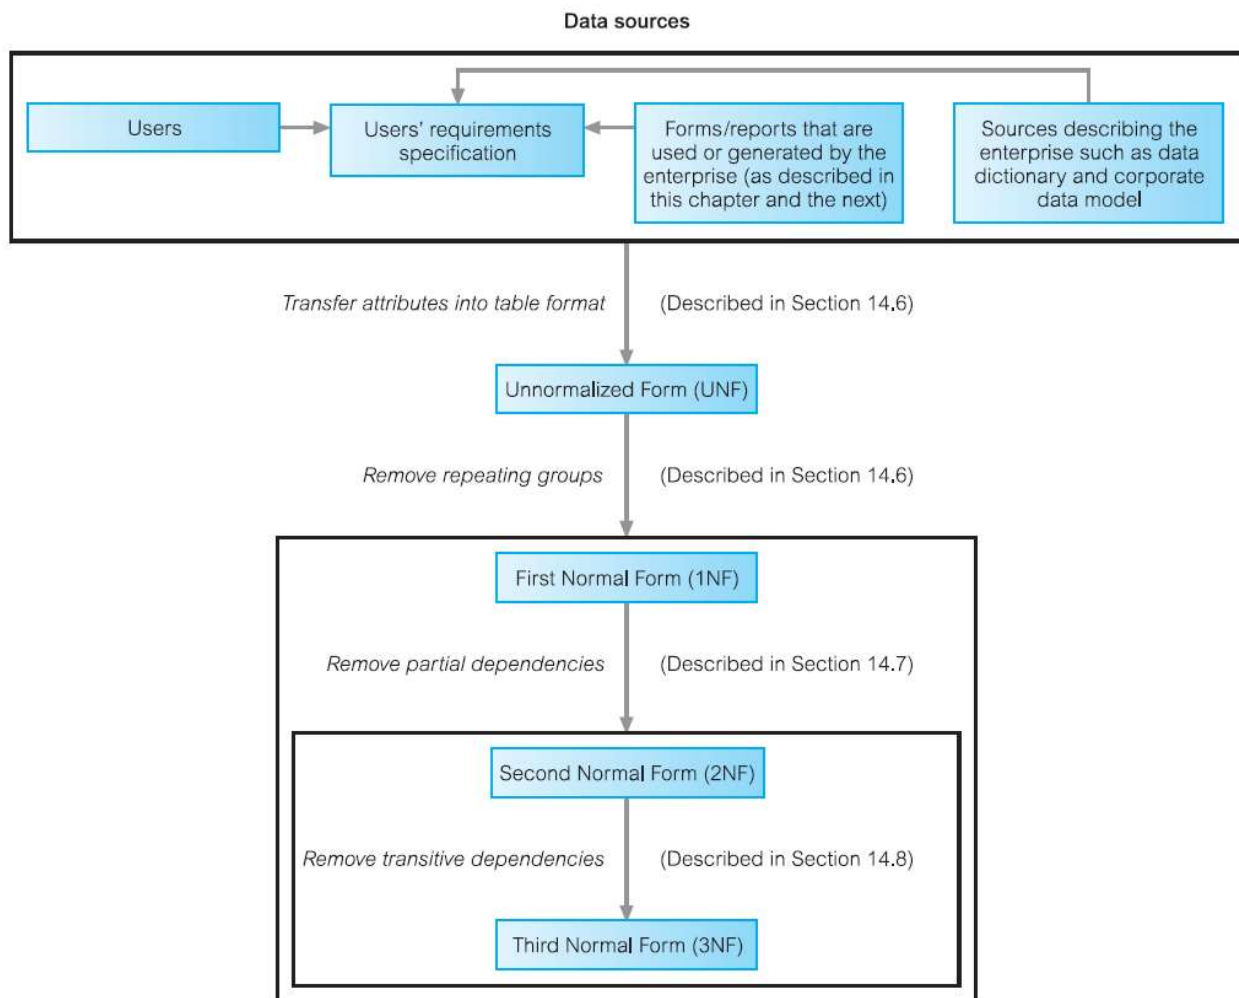 Data sources
Users
Users' requirements
specification
Forms/reports that are
used or generated by the
enterprise (as described in
this chapter and the next)
Sources describing the
enterprise such as data
dictionary and corporate
data model
Transfer attributes into table format
(Described in Section 14.6)
Unnormalized Form (UNF)
Remove repeating groups
(Described in Section 14.6)
First Normal Form (1NF)
Remove partial dependencies
(Described in Section 14.7)
Second Normal Form (2NF)
Remove transitive dependencies
(Described in Section 14.8)
Third Normal Form (3NF)